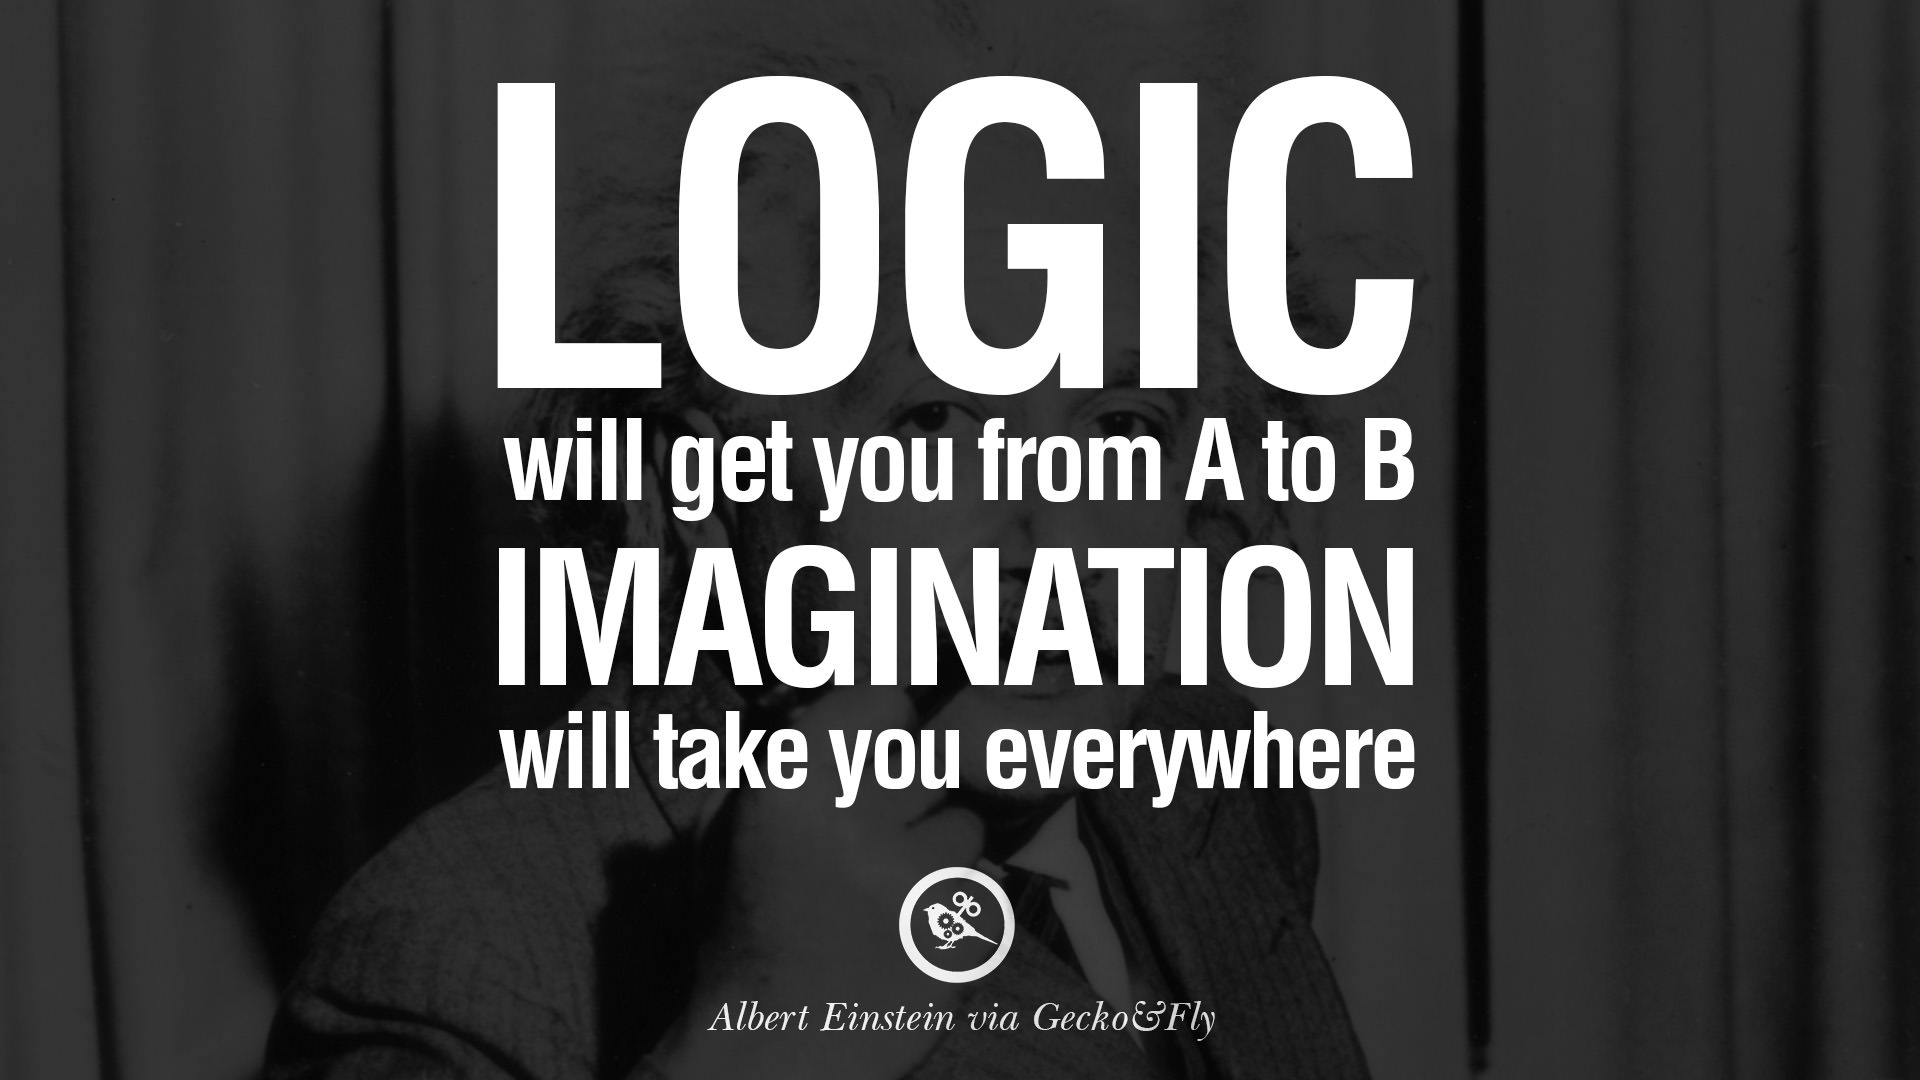 LOGIC
will get you from A to B
IMAGINATION
will take you everywhere
Albert Einstein via Gecko&Fly